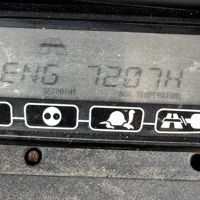 ENG 7207H
SETPOINT BOX TEMPERATURE